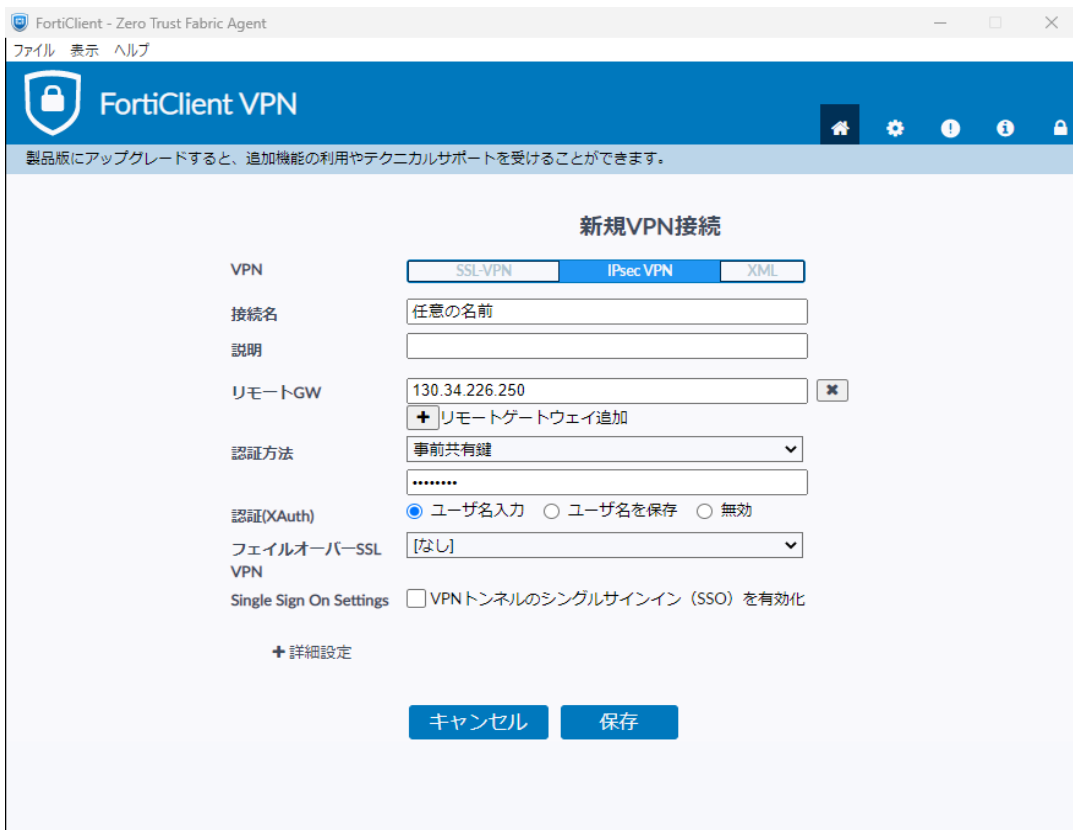 FortiClient - Zero Trust Fabric Agent
ファイル 表示 ヘルプ
FortiClient VPN
製品版にアップグレードすると、追加機能の利用やテクニカルサポートを受けることができます。
新規VPN接続
VPN SSL-VPN IPsec VPN XML
接続名 任意の名前
説明
リモートGW 130.34.226.250
リモートゲートウェイ追加
認証方法 事前共有鍵
••••••••
認証(XAuth) ユーザ名入力 ユーザ名を保存 無効
フェイルオーバーSSL [なし]
VPN
Single Sign On Settings VPNトンネルのシングルサインイン（SSO）を有効化
+詳細設定
キャンセル 保存